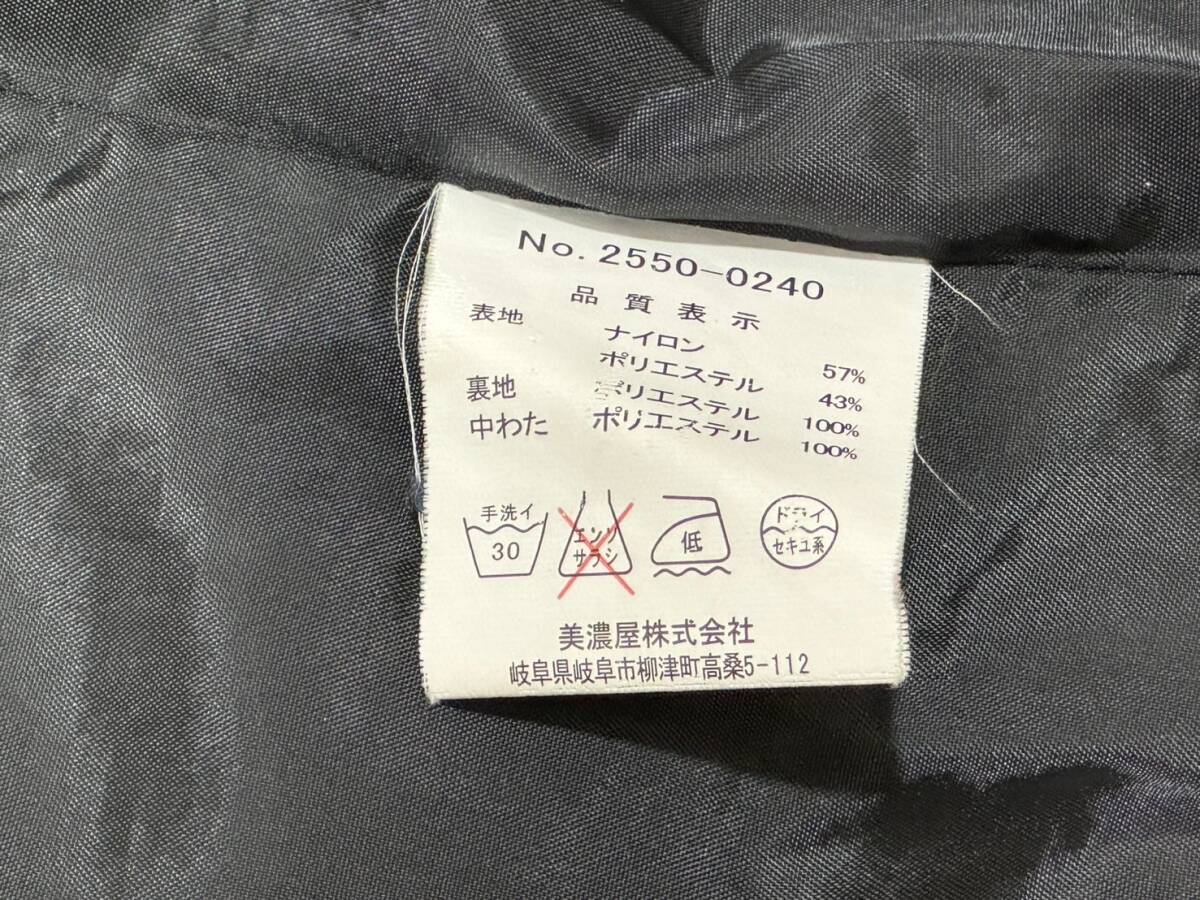 No. 2550-0240
品質表示
表地 ナイロン 57%
ポリエステル 43%
裏地 ポリエステル 100%
中わた ポリエステル 100%
手洗イ
30
エンソ
サラシ
低
ドライ
セキユ系
美濃屋株式会社
岐阜県岐阜市柳津町高桑5-112